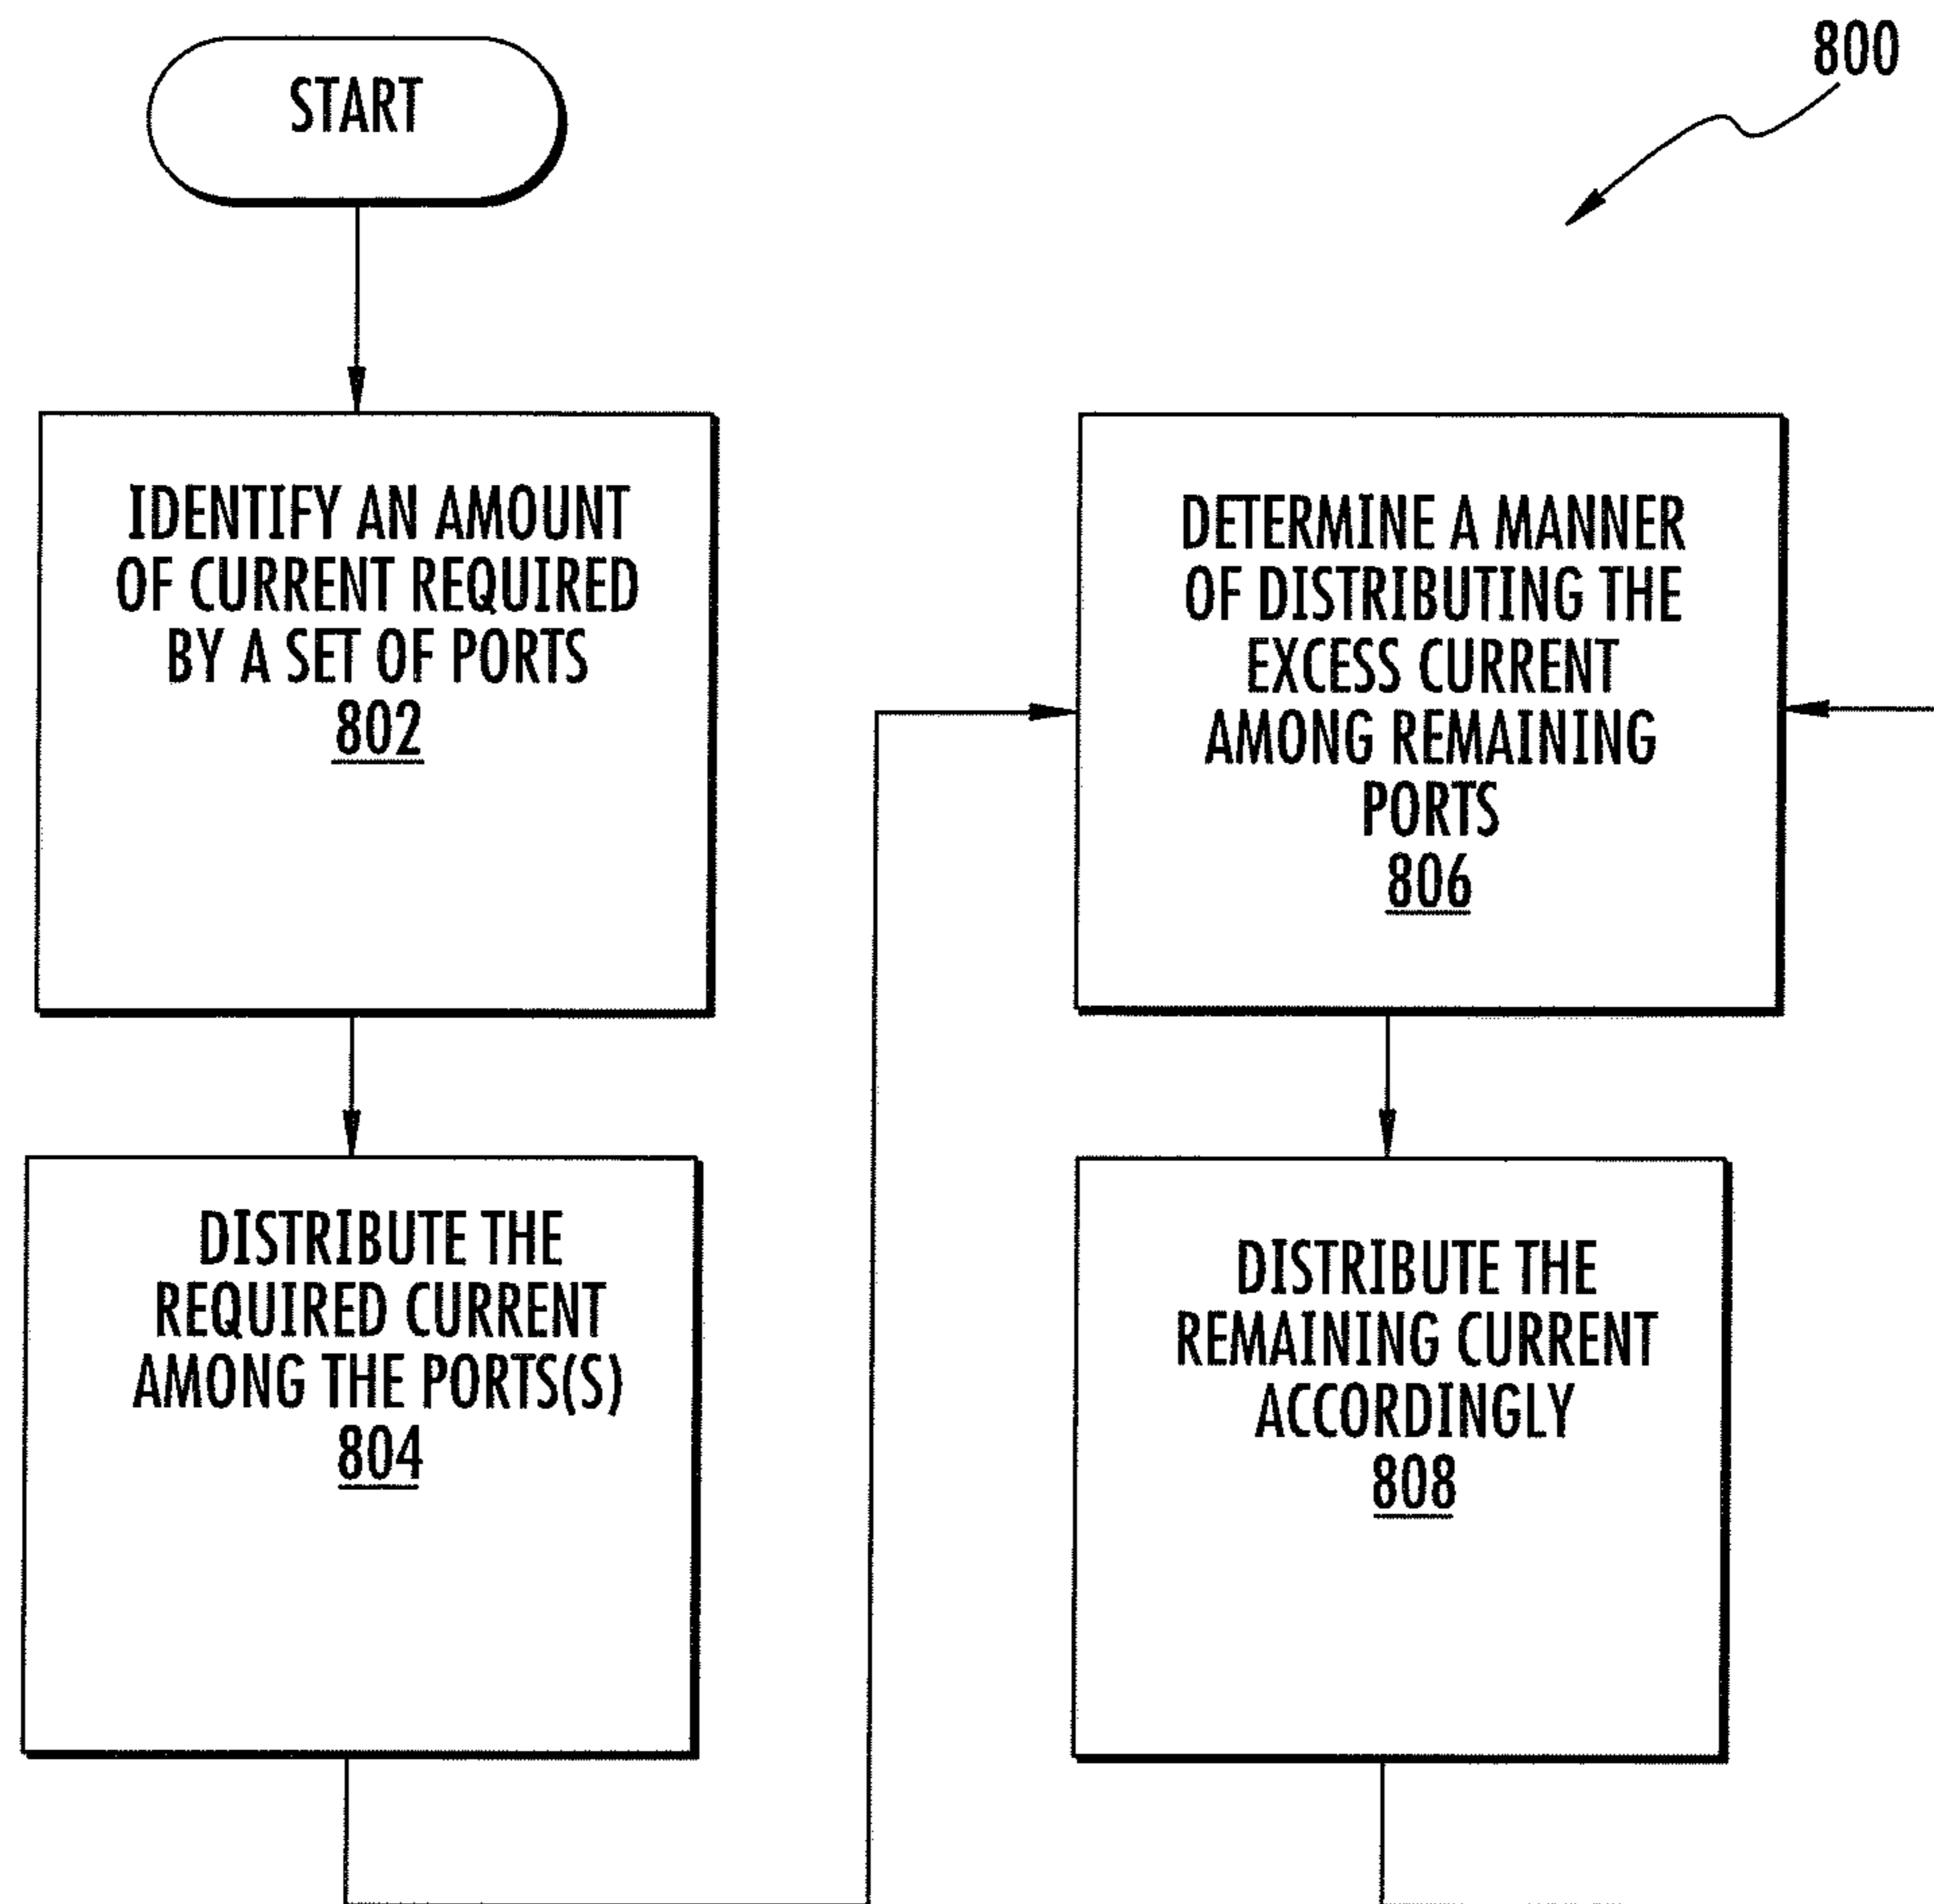 START
800
IDENTIFY AN AMOUNT
OF CURRENT REQUIRED
BY A SET OF PORTS
802
DISTRIBUTE THE
REQUIRED CURRENT
AMONG THE PORTS(S)
804
DETERMINE A MANNER
OF DISTRIBUTING THE
EXCESS CURRENT
AMONG REMAINING
PORTS
806
DISTRIBUTE THE
REMAINING CURRENT
ACCORDINGLY
808